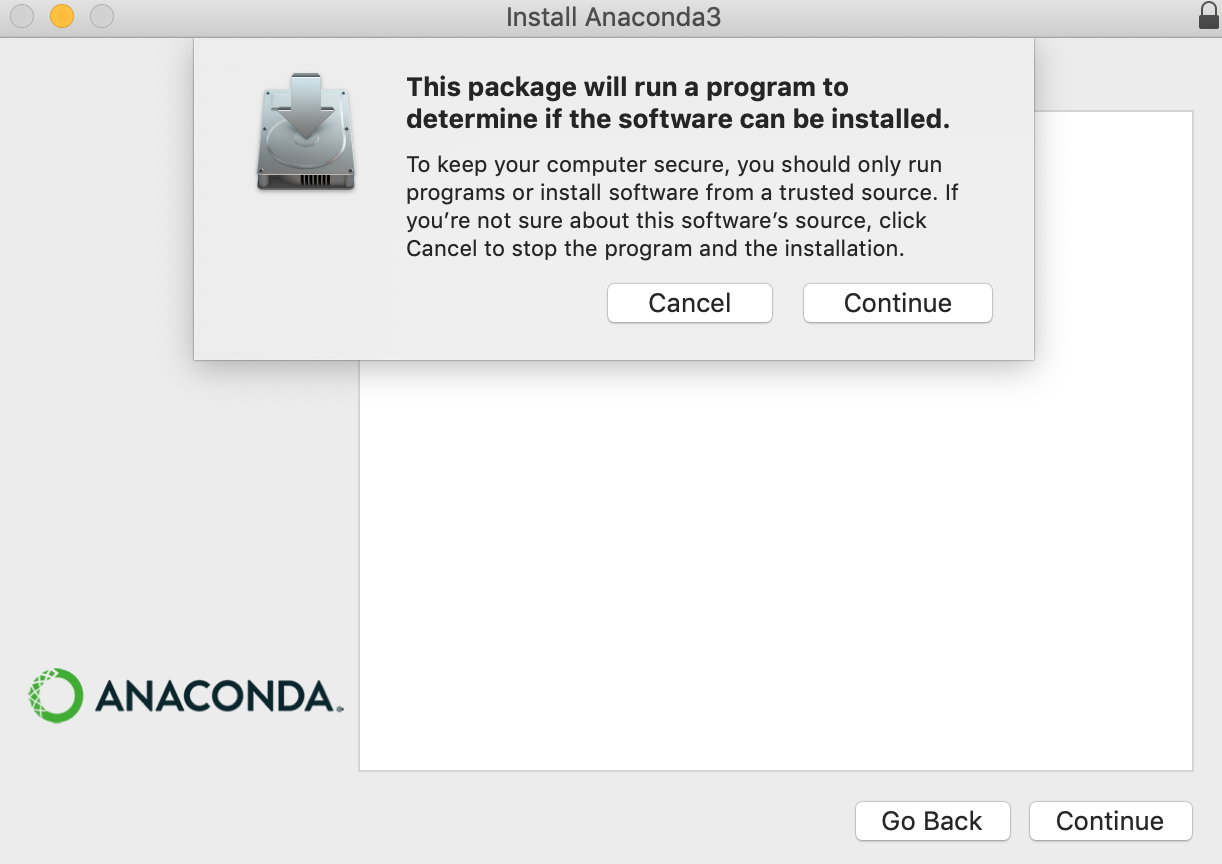 Install Anaconda3
This package will run a program to
determine if the software can be installed.
To keep your computer secure, you should only run
programs or install software from a trusted source. If
you’re not sure about this software’s source, click
Cancel to stop the program and the installation.
Cancel
Continue
ANACONDA.
Go Back
Continue